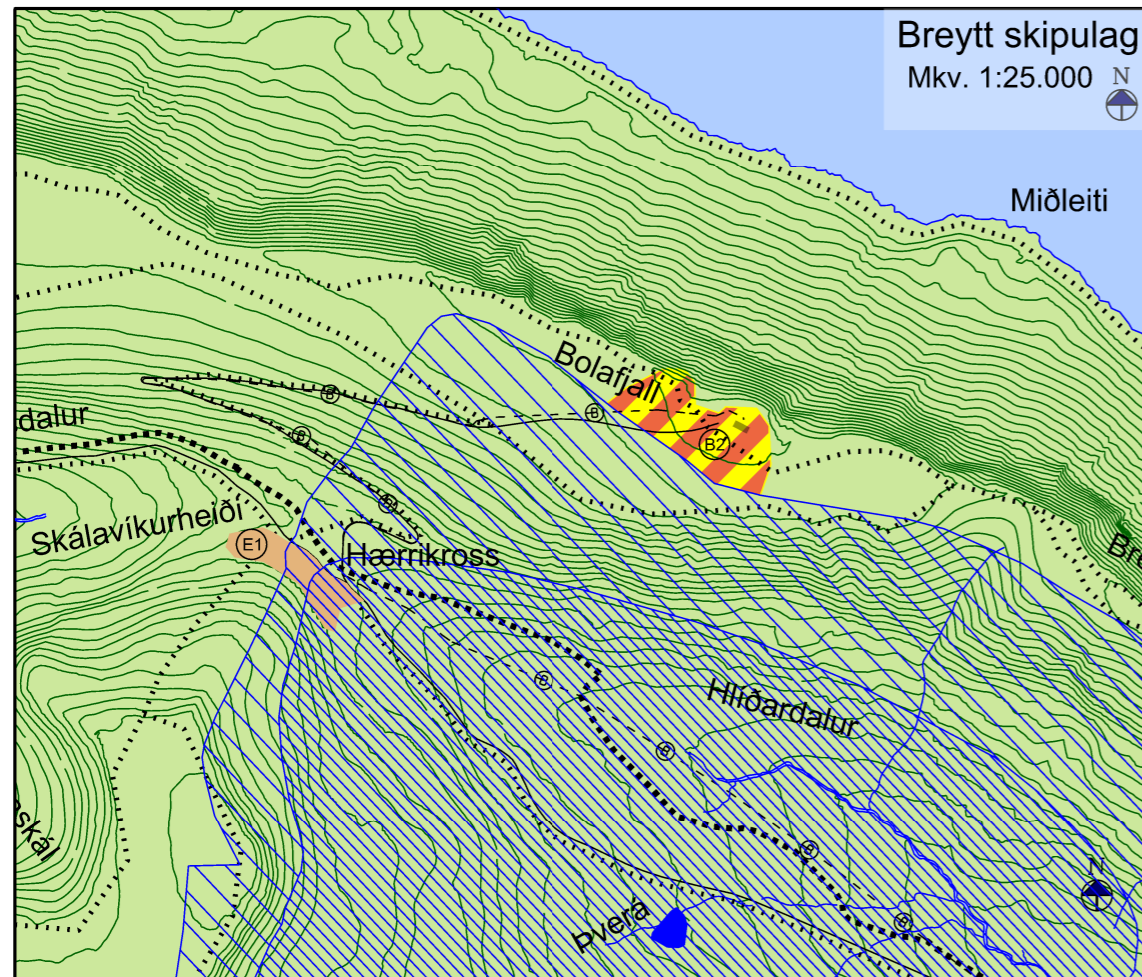 Breytt skipulag
Mkv. 1:25.000
N
Miðleiti
Bolafjall
B
B
dalur
B
B2
B
Skálavíkurheiði
E1
Hærrikross
B
Hlíðardalur
B
B
N
B
Þverá
skál